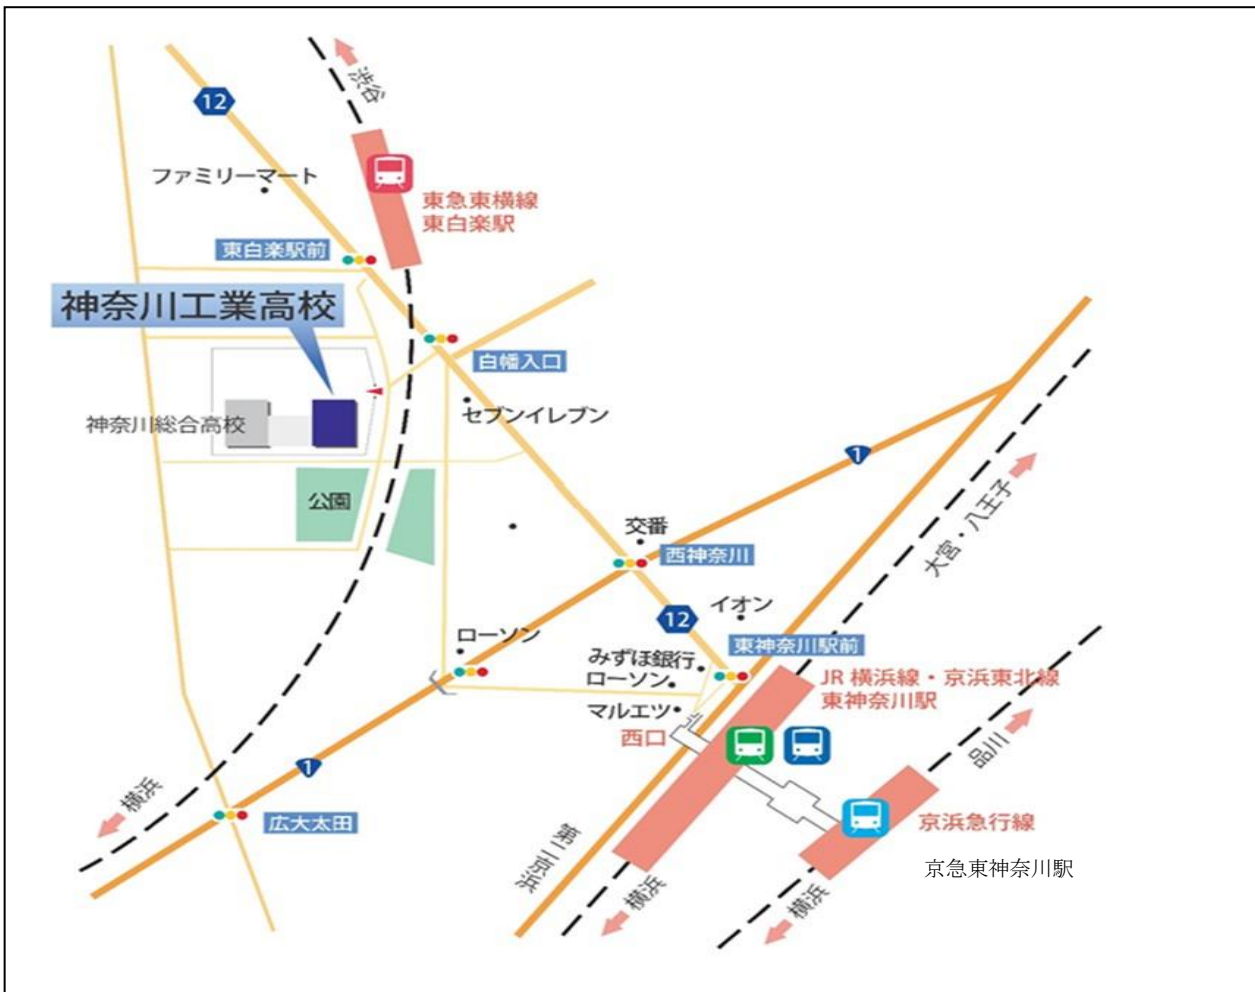 渋谷
12
ファミリーマート
東急東横線
東白楽駅
東白楽駅前
神奈川工業高校
白幡入口
セブンイレブン
神奈川総合高校
1
公園
大宮・八王子
交番
西神奈川
12
イオン
ローソン
東神奈川駅前
みずほ銀行
ローソン
JR 横浜線・京浜東北線
東神奈川駅
マルエツ
西口
品川
1
横浜
広大太田
京浜急行線
第二京浜
京急東神奈川駅
横浜
横浜